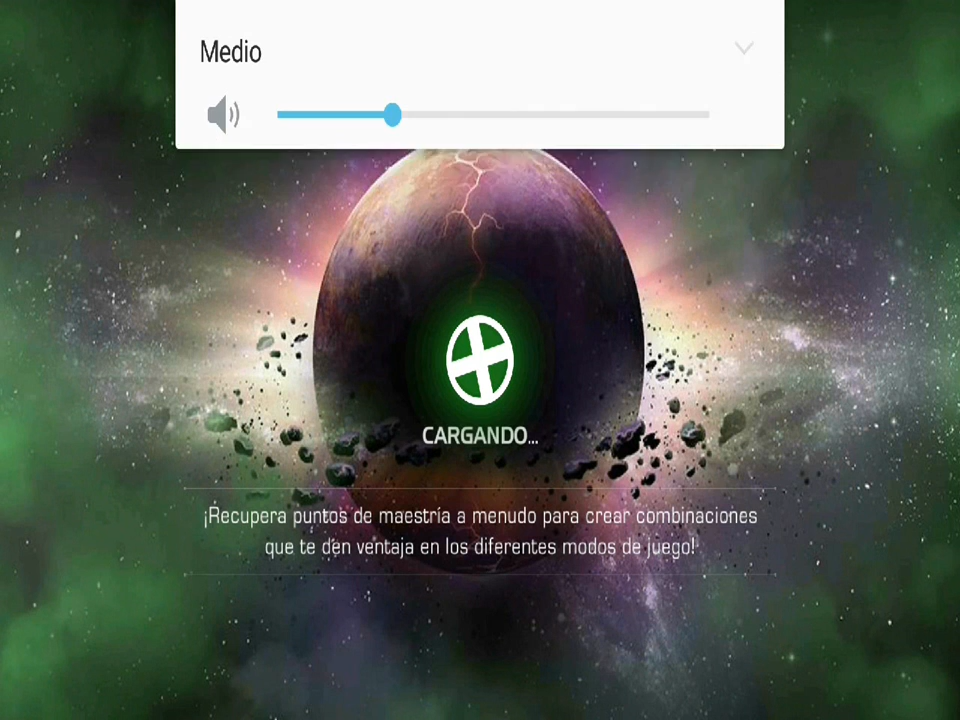 Medio
CARGANDO...
¡Recupera puntos de maestría a menudo para crear combinaciones
que te den ventaja en los diferentes modos de juego!